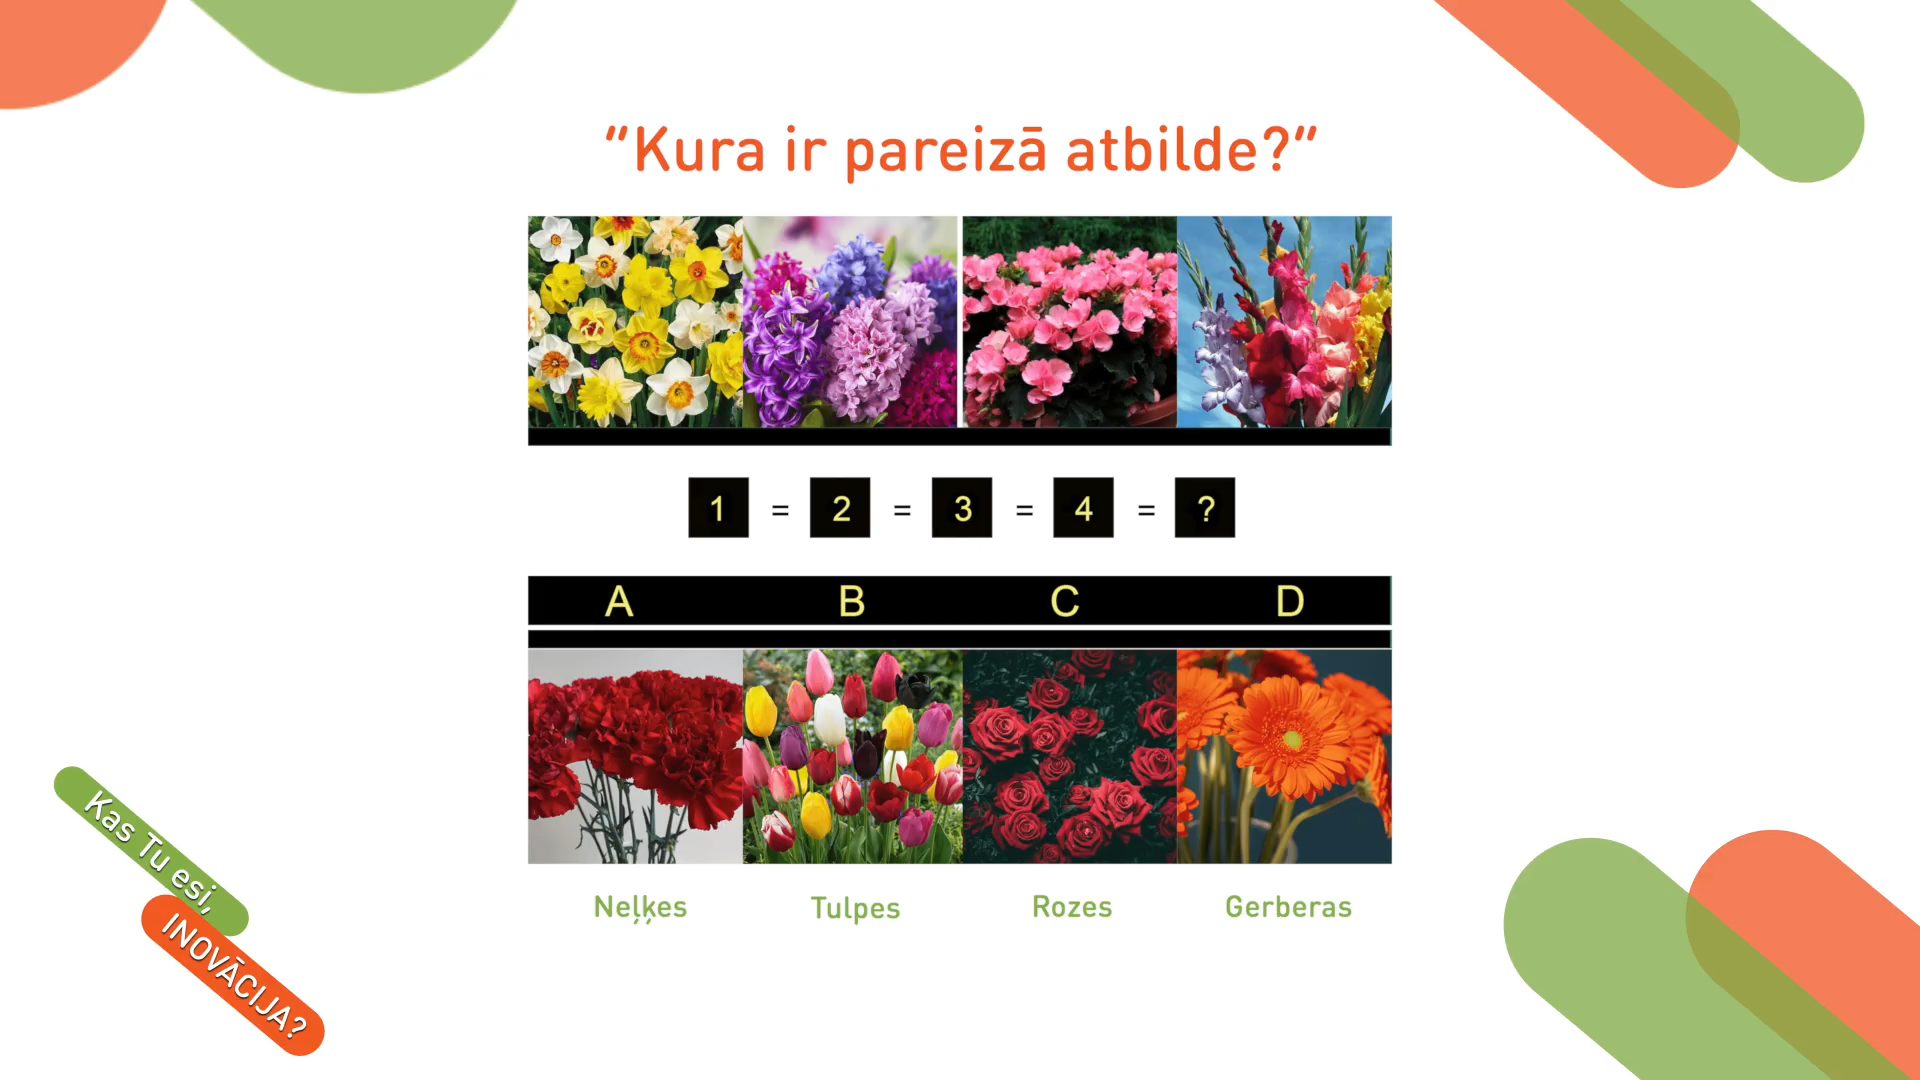 "Kura ir pareizā atbilde?"
1 = 2 = 3 = 4 = ?
A B C D
Neļķes Tulpes Rozes Gerberas
Kas Tu esi,
INOVĀCIJA?